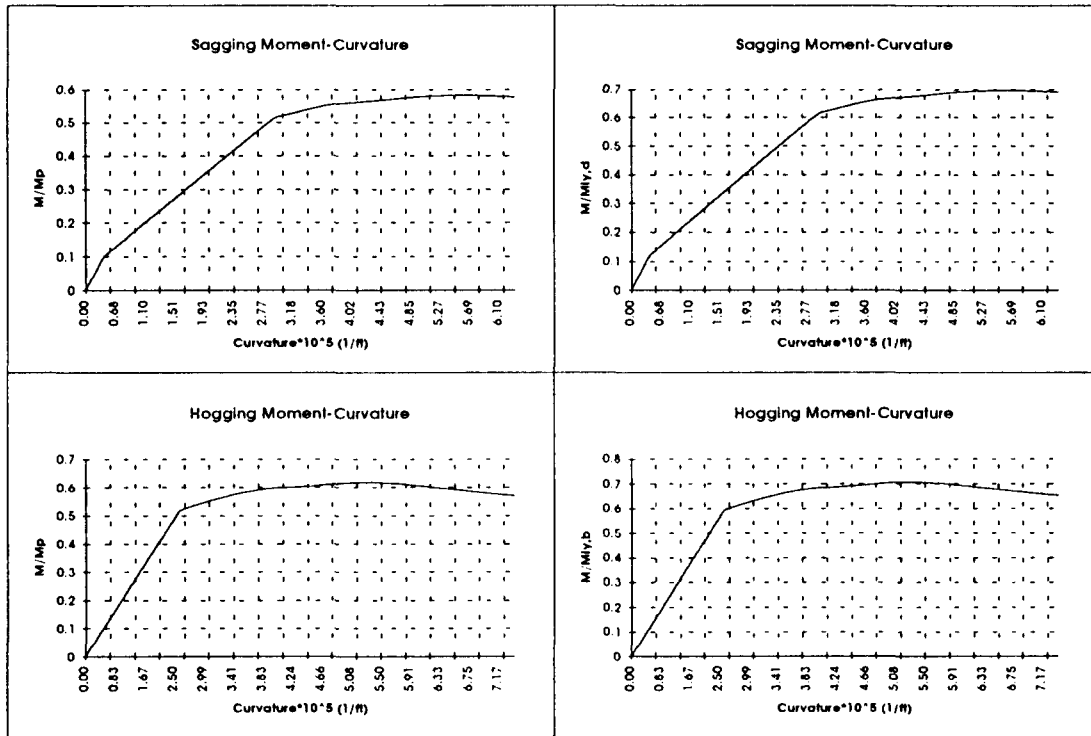 Sagging Moment-Curvature
M/Mp
0.6
0.5
0.4
0.3
0.2
0.1
0
0.00 0.68 1.10 1.51 1.93 2.35 2.77 3.18 3.60 4.02 4.43 4.85 5.27 5.69 6.10
Curvature*10^5 (1/ft)
Sagging Moment-Curvature
M/Mly,d
0.7
0.6
0.5
0.4
0.3
0.2
0.1
0
0.00 0.68 1.10 1.51 1.93 2.35 2.77 3.18 3.60 4.02 4.43 4.85 5.27 5.69 6.10
Curvature*10^5 (1/ft)
Hogging Moment-Curvature
M/Mp
0.7
0.6
0.5
0.4
0.3
0.2
0.1
0
0.00 0.83 1.67 2.50 2.99 3.41 3.83 4.24 4.66 5.08 5.50 5.91 6.33 6.75 7.17
Curvature*10^5 (1/ft)
Hogging Moment-Curvature
M/Mly,b
0.8
0.7
0.6
0.5
0.4
0.3
0.2
0.1
0
0.00 0.83 1.67 2.50 2.99 3.41 3.83 4.24 4.66 5.08 5.50 5.91 6.33 6.75 7.17
Curvature*10^5 (1/ft)